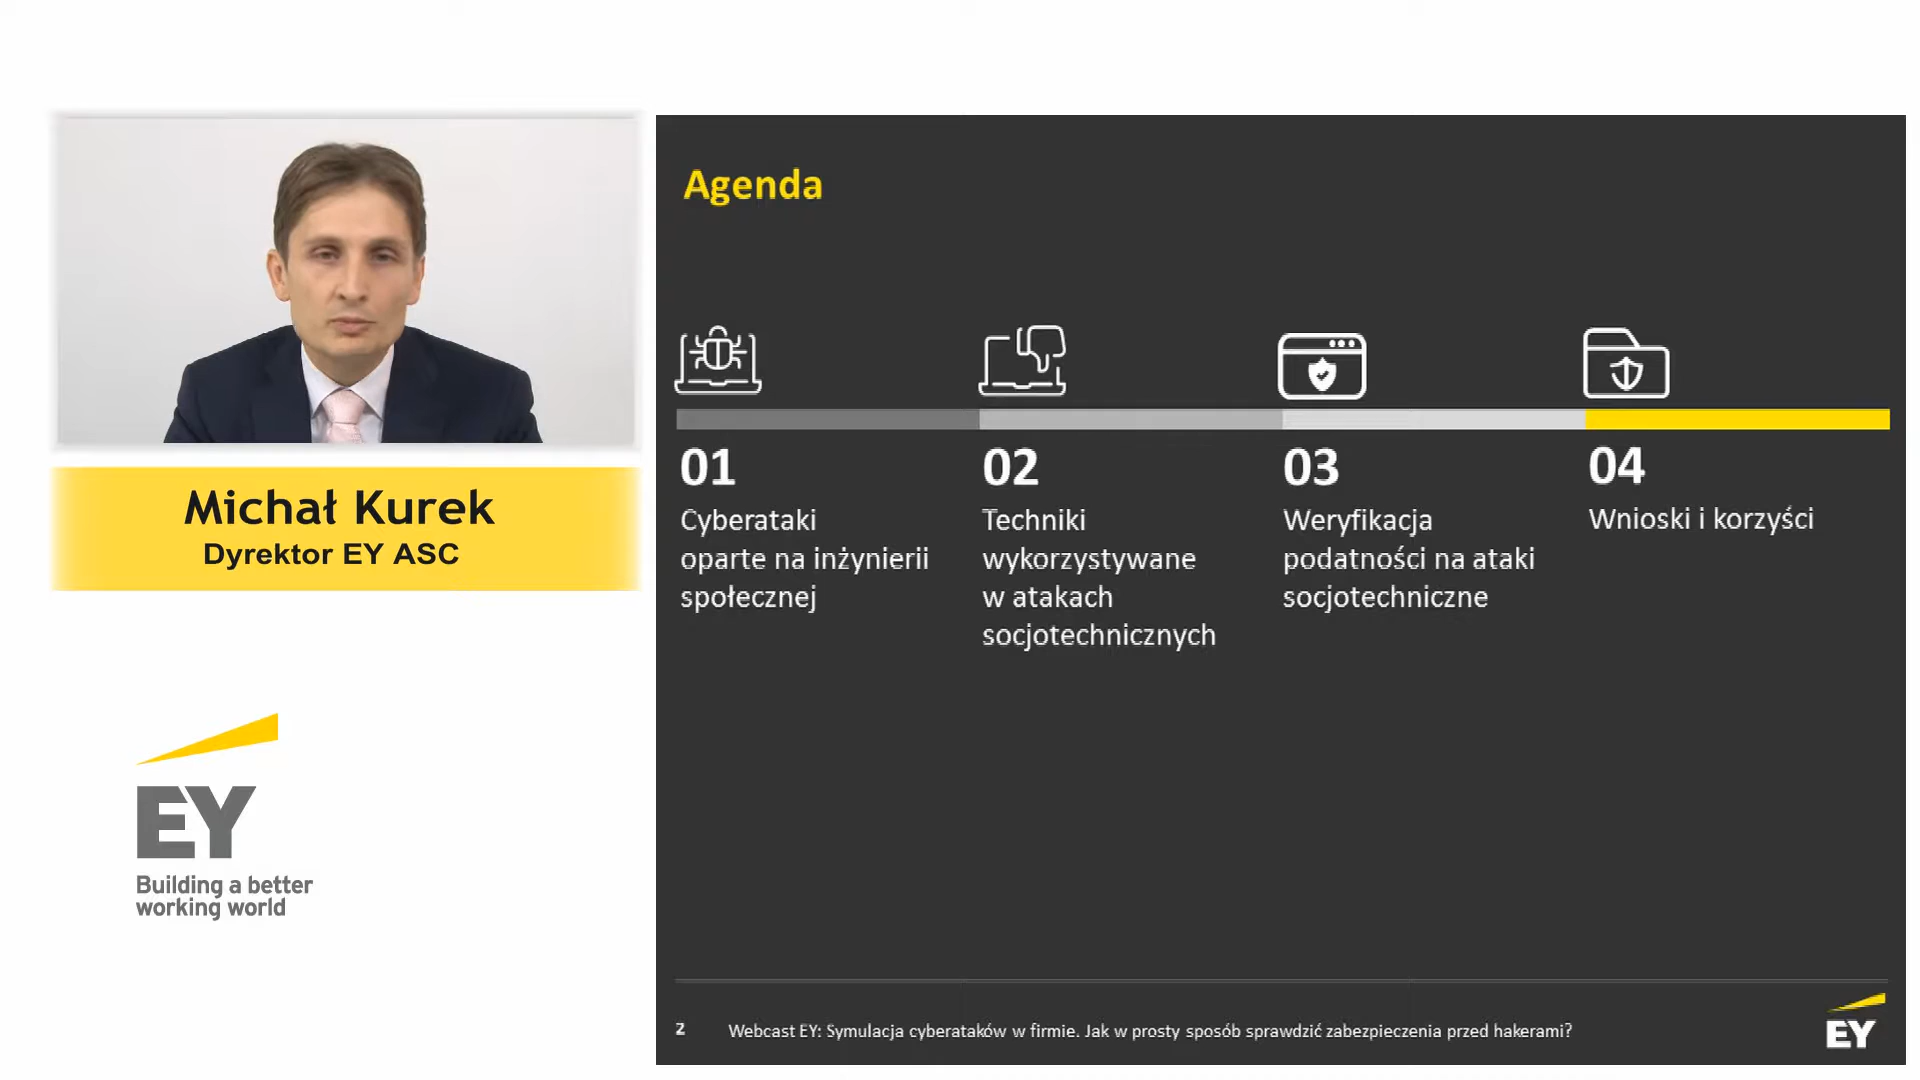 Michał Kurek
Dyrektor EY ASC
EY
Building a better
working world
Agenda
01
Cyberataki
oparte na inżynierii
społecznej
02
Techniki
wykorzystywane
w atakach
socjotechnicznych
03
Weryfikacja
podatności na ataki
socjotechniczne
04
Wnioski i korzyści
2
Webcast EY: Symulacja cyberataków w firmie. Jak w prosty sposób sprawdzić zabezpieczenia przed hakerami?
EY